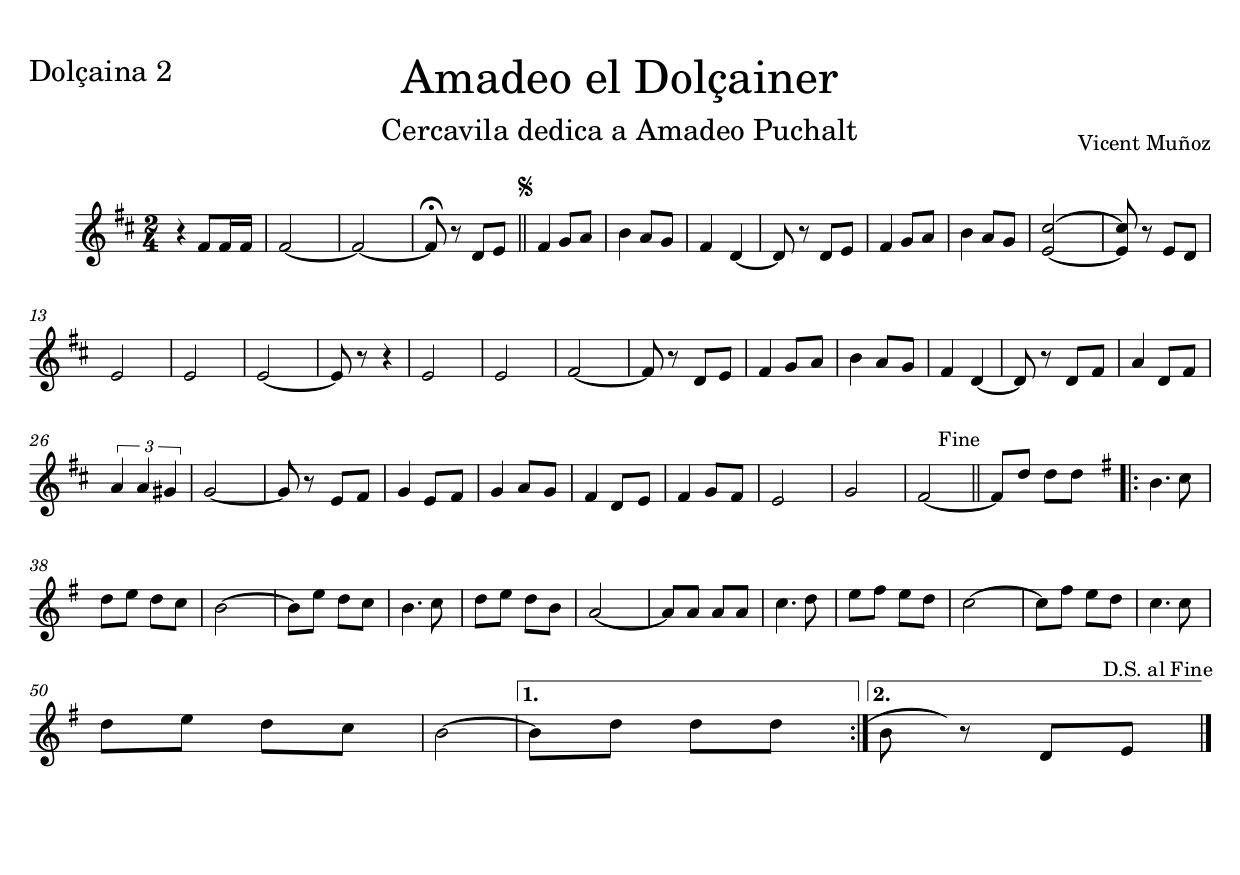 Dolçaina 2
Amadeo el Dolçainer
Cercavila dedica a Amadeo Puchalt
Vicent Muñoz
2
4
13
26
3
Fine
38
50
1.
2.
D.S. al Fine